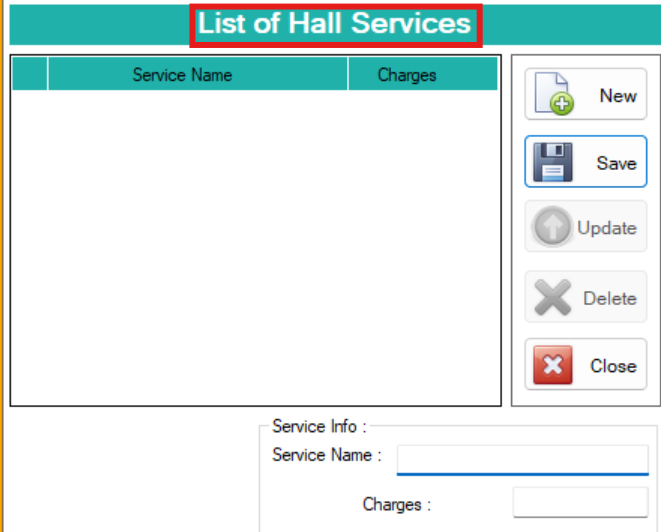 List of Hall Services
Service Name Charges
New
Save
Update
Delete
Close
Service Info :
Service Name :
Charges :